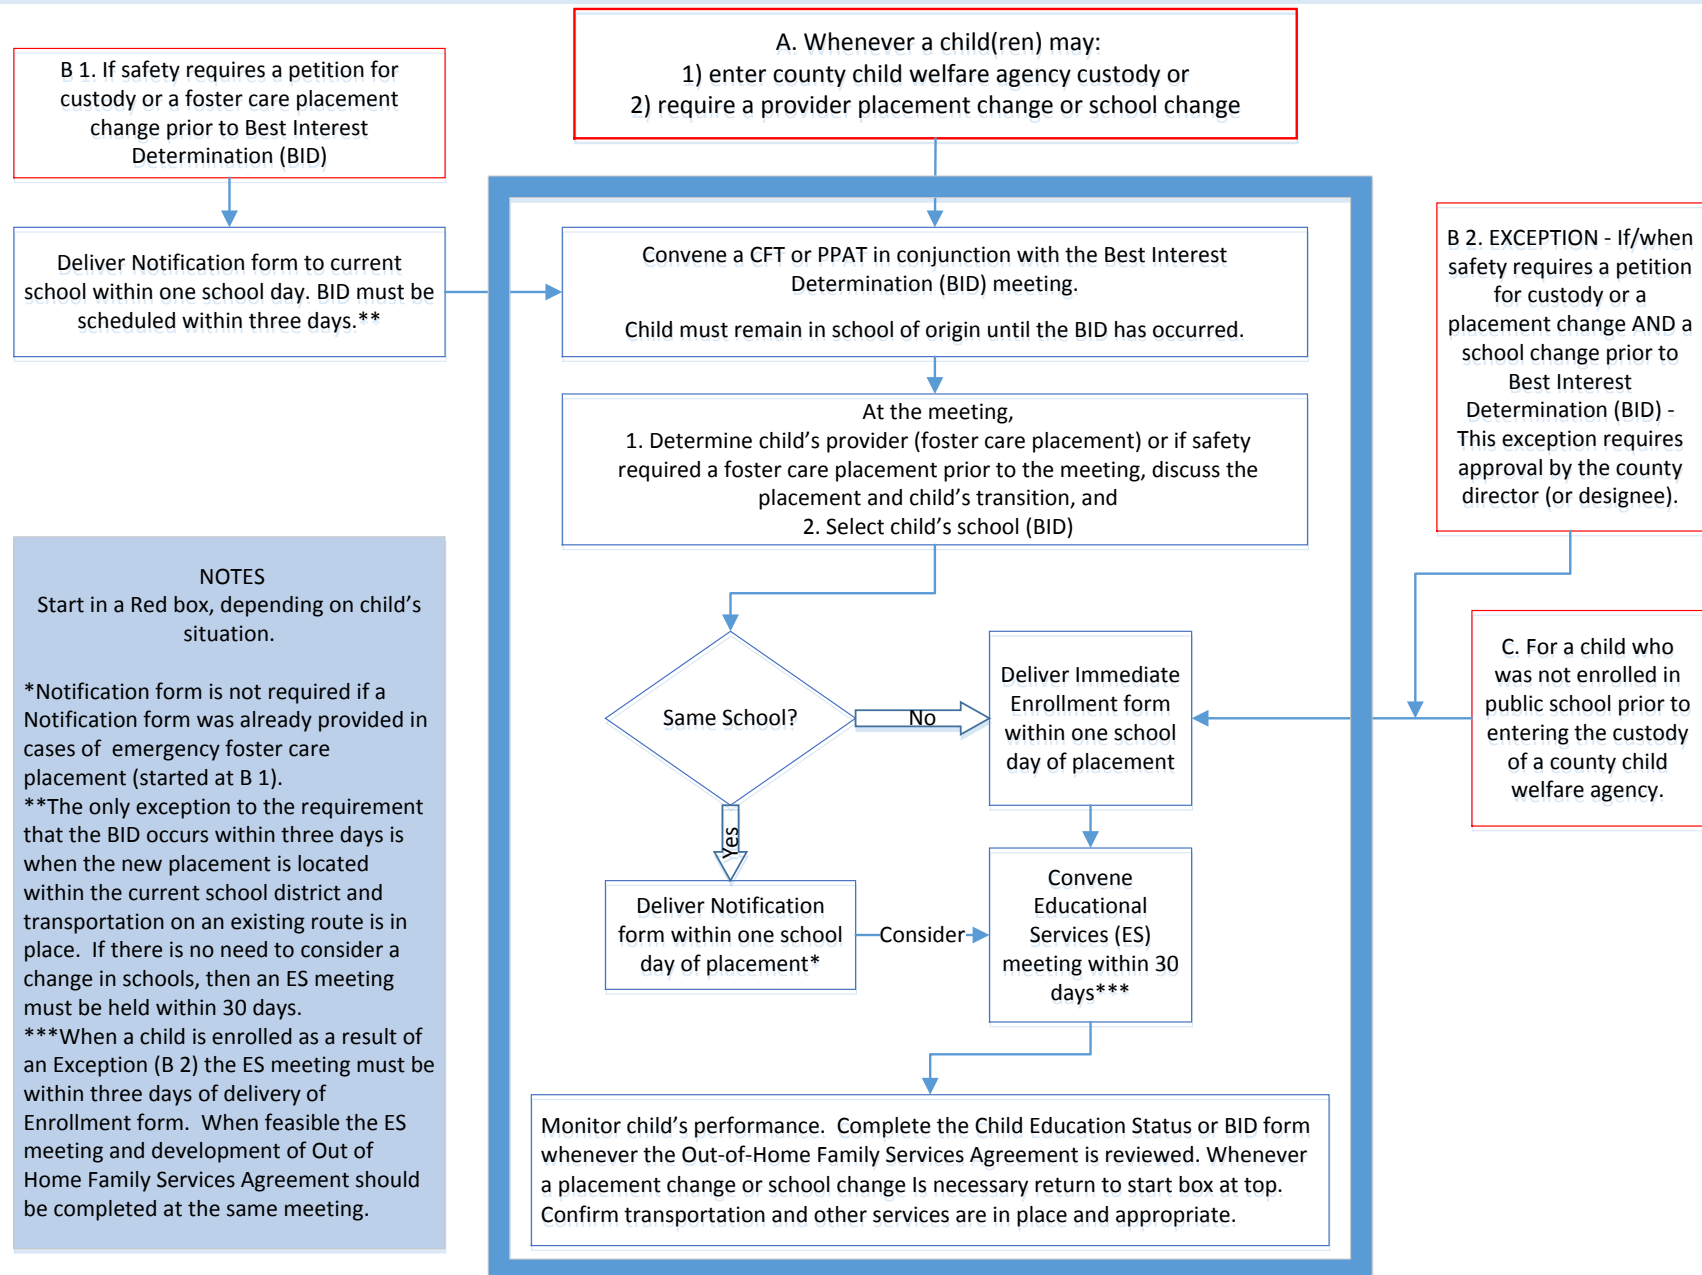 A. Whenever a child(ren) may:
1) enter county child welfare agency custody or
2) require a provider placement change or school change
B 1. If safety requires a petition for
custody or a foster care placement
change prior to Best Interest
Determination (BID)
Deliver Notification form to current
school within one school day. BID must be
scheduled within three days.**
Convene a CFT or PPAT in conjunction with the Best Interest
Determination (BID) meeting.
Child must remain in school of origin until the BID has occurred.
At the meeting,
1. Determine child's provider (foster care placement) or if safety
required a foster care placement prior to the meeting, discuss the
placement and child's transition, and
2. Select child's school (BID)
B 2. EXCEPTION - If/when
safety requires a petition
for custody or a
placement change AND a
school change prior to
Best Interest
Determination (BID) -
This exception requires
approval by the county
director (or designee).
C. For a child who
was not enrolled in
public school prior to
entering the custody
of a county child
welfare agency.
Same School?
No
Yes
Deliver Immediate
Enrollment form
within one school
day of placement
Deliver Notification
form within one school
day of placement*
Consider
Convene
Educational
Services (ES)
meeting within 30
days***
Monitor child's performance.  Complete the Child Education Status or BID form
whenever the Out-of-Home Family Services Agreement is reviewed. Whenever
a placement change or school change Is necessary return to start box at top.
Confirm transportation and other services are in place and appropriate.
NOTES
Start in a Red box, depending on child's
situation.
*Notification form is not required if a
Notification form was already provided in
cases of  emergency foster care
placement (started at B 1).
**The only exception to the requirement
that the BID occurs within three days is
when the new placement is located
within the current school district and
transportation on an existing route is in
place.  If there is no need to consider a
change in schools, then an ES meeting
must be held within 30 days.
***When a child is enrolled as a result of
an Exception (B 2) the ES meeting must be
within three days of delivery of
Enrollment form.  When feasible the ES
meeting and development of Out of
Home Family Services Agreement should
be completed at the same meeting.